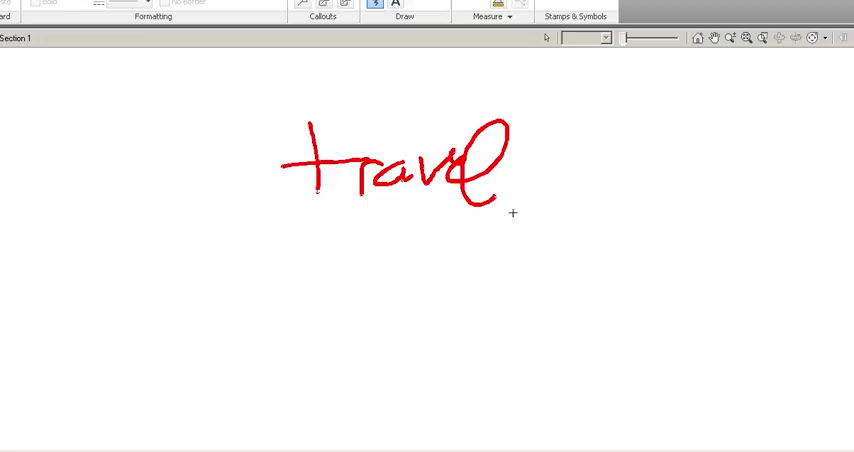 Bold
No Border
Formatting
Callouts
A
Draw
Measure
Stamps & Symbols
Section 1
travel